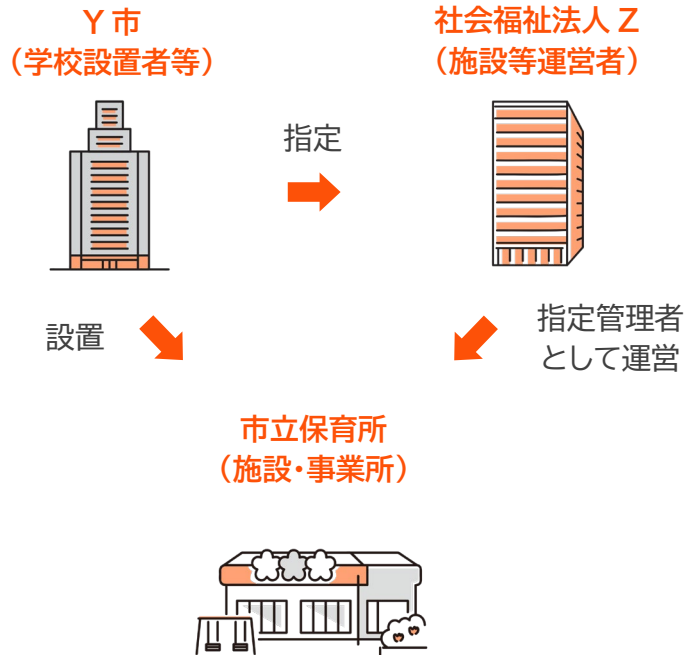 Y市
（学校設置者等）
社会福祉法人Z
（施設等運営者）
指定
設置
指定管理者
として運営
市立保育所
（施設・事業所）